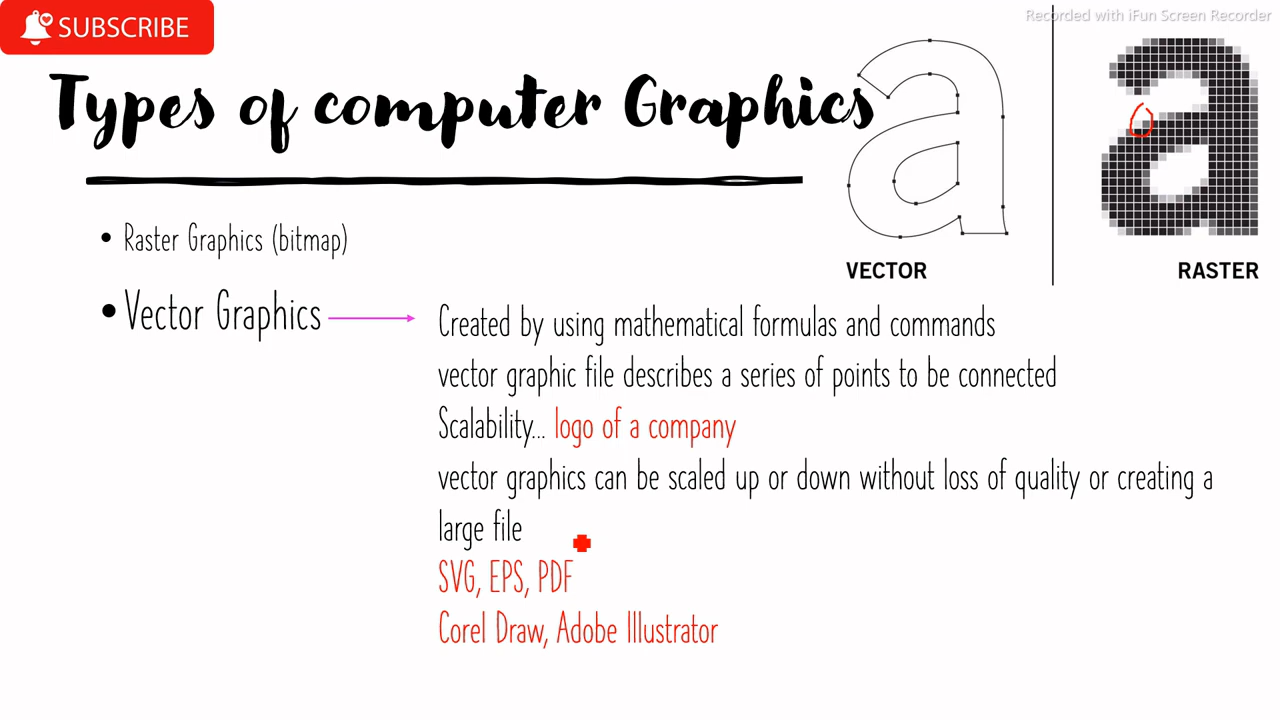 SUBSCRIBE
Recorded with iFun Screen Recorder
Types of computer Graphics
VECTOR
RASTER
• Raster Graphics (bitmap)
• Vector Graphics
Created by using mathematical formulas and commands
vector graphic file describes a series of points to be connected
Scalability... logo of a company
vector graphics can be scaled up or down without loss of quality or creating a
large file
SVG, EPS, PDF
Corel Draw, Adobe Illustrator